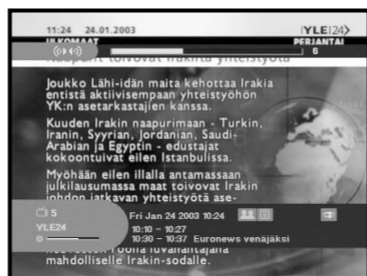 11:24 24.01.2003 YLE24
ULKOMAAT PERJANTAI
6
Naapurit toivovat Irakilta yhteistyötä
Joukko Lähi-idän maita kehottaa Irakia
entistä aktiivisempaan yhteistyöhön
YK:n asetarkastajien kanssa.
Kuuden Irakin naapurimaan - Turkin,
Iranin, Syyrian, Jordanian, Saudi-
Arabian ja Egyptin - edustajat
kokoontuivat eilen Istanbulissa.
Myöhään eilen illalla antamassaan
julkilausumassa maat toivovat Irakin
johdon jatkavan yhteistyötä ase-
5 Fri Jan 24 2003 10:24
YLE24 10:10 - 10:27
10:30 - 10:37 Euronews venäjäksi
luvanantajana
mahdolliselle Irakin-sodalle.